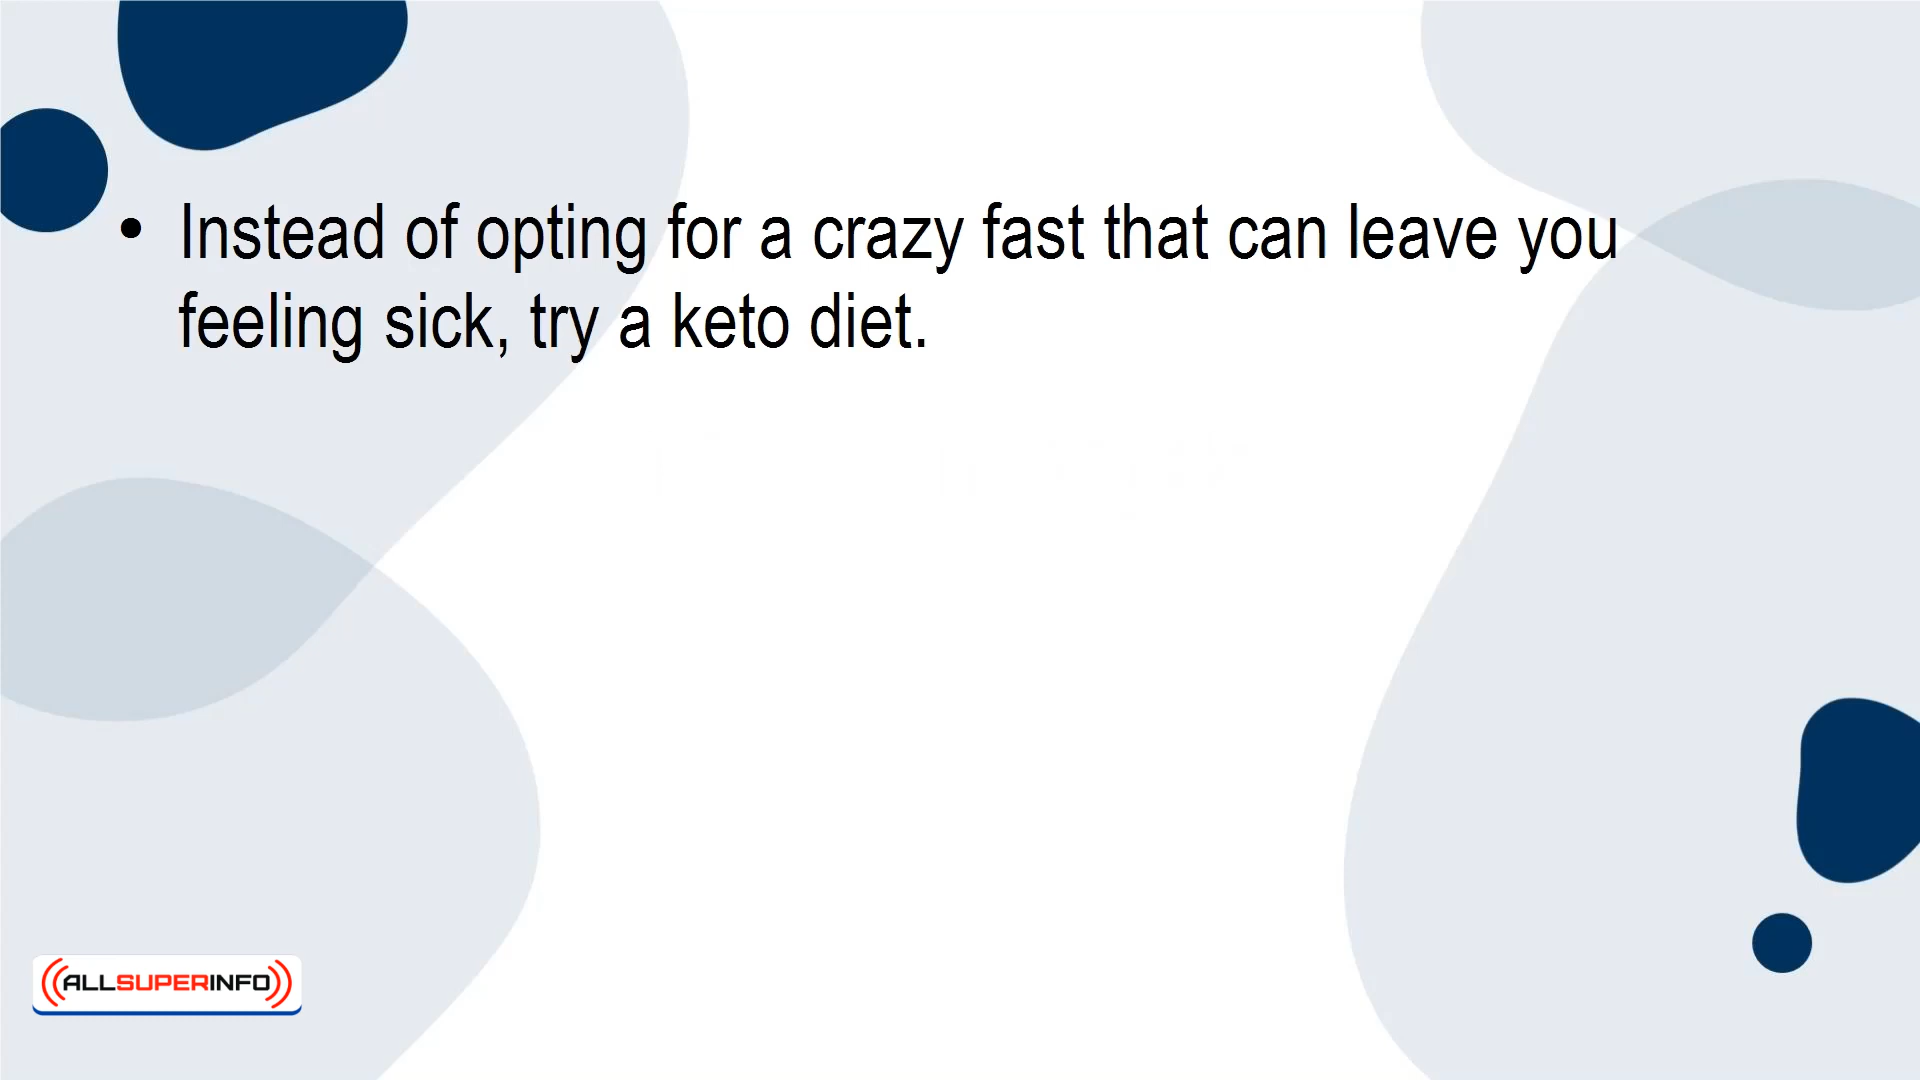 • Instead of opting for a crazy fast that can leave you
feeling sick, try a keto diet.
ALLSUPERINFO